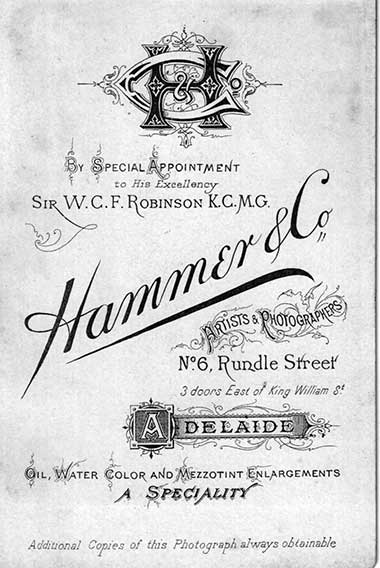 H & Co
By Special Appointment
to His Excellency
Sir W. C. F. Robinson K.C.M.G.
Hammer & Co
Artists & Photographers
No. 6, Rundle Street
3 doors East of King William St
Adelaide
Oil, Water Color and Mezzotint Enlargements
A Speciality
Additional Copies of this Photograph always obtainable